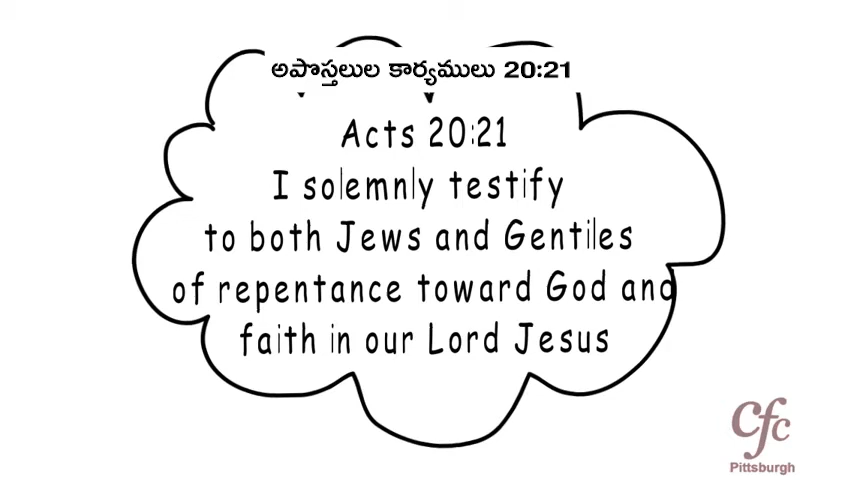 అపొస్తలుల కార్యములు 20:21
Acts 20:21
I solemnly testify
to both Jews and Gentiles
of repentance toward God and
faith in our Lord Jesus
cfc
Pittsburgh